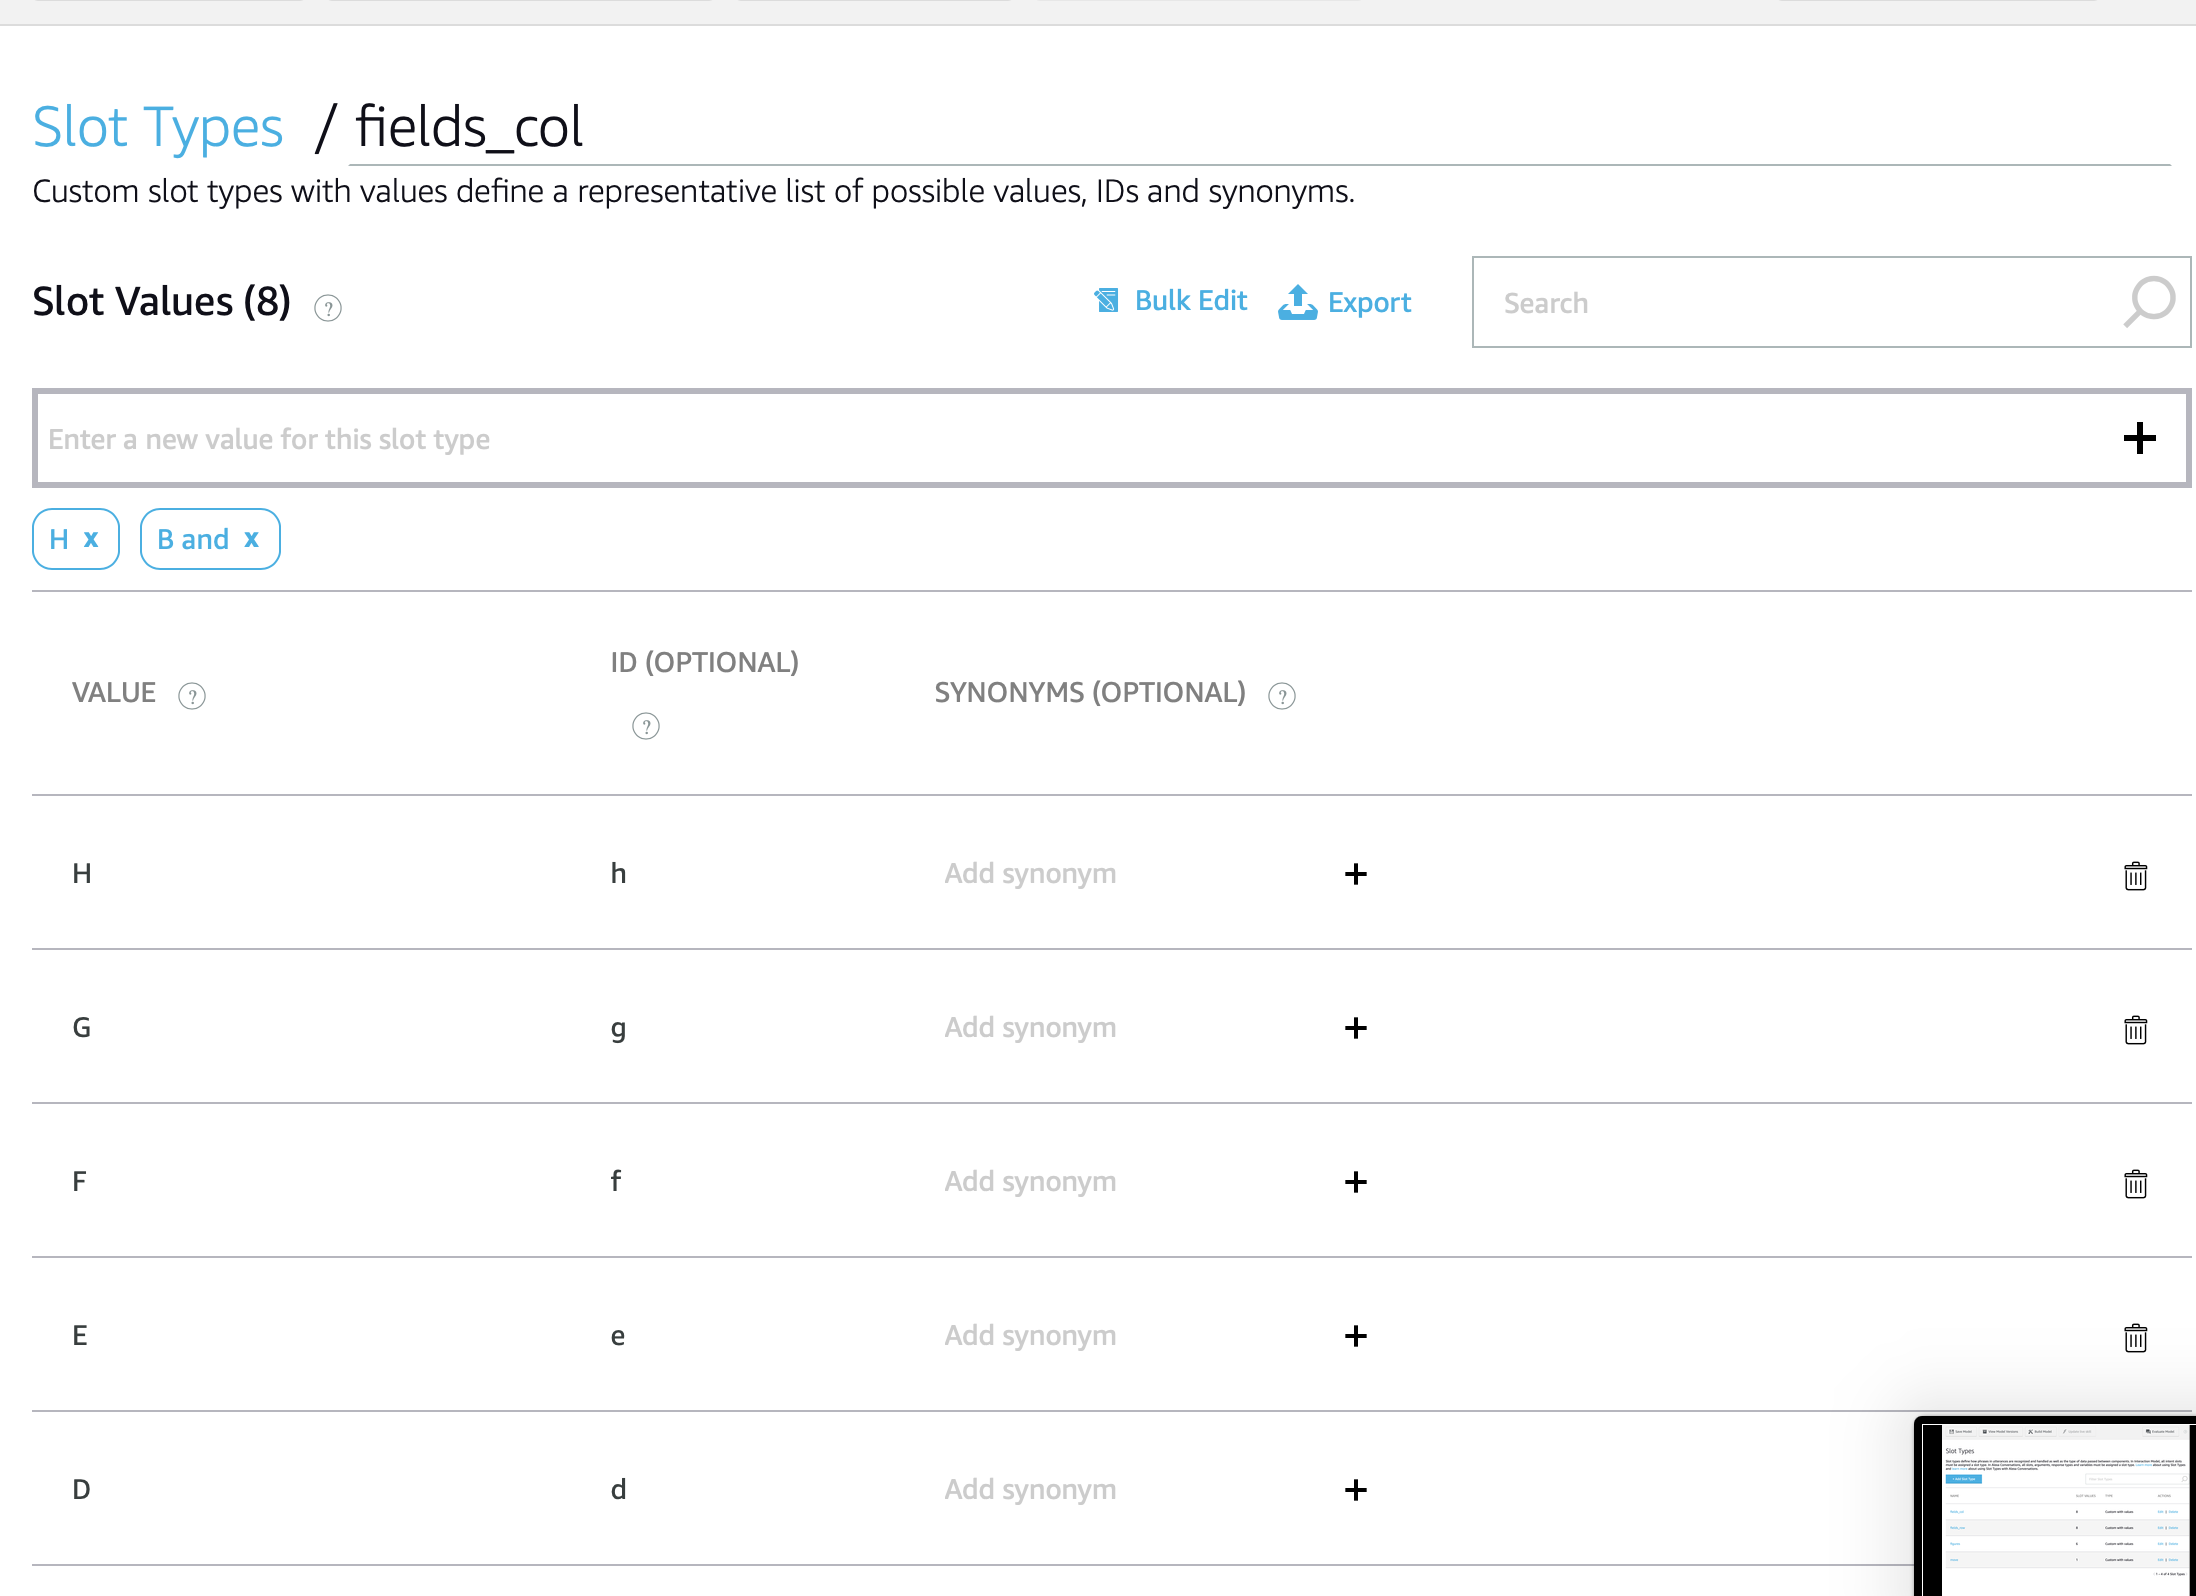 Slot Types / fields_col
Custom slot types with values define a representative list of possible values, IDs and synonyms.
Slot Values (8) ?
Bulk Edit Export Search
Enter a new value for this slot type
H x B and x
VALUE ? ID (OPTIONAL) ? SYNONYMS (OPTIONAL) ?
H h Add synonym
G g Add synonym
F f Add synonym
E e Add synonym
D d Add synonym
Slot Types